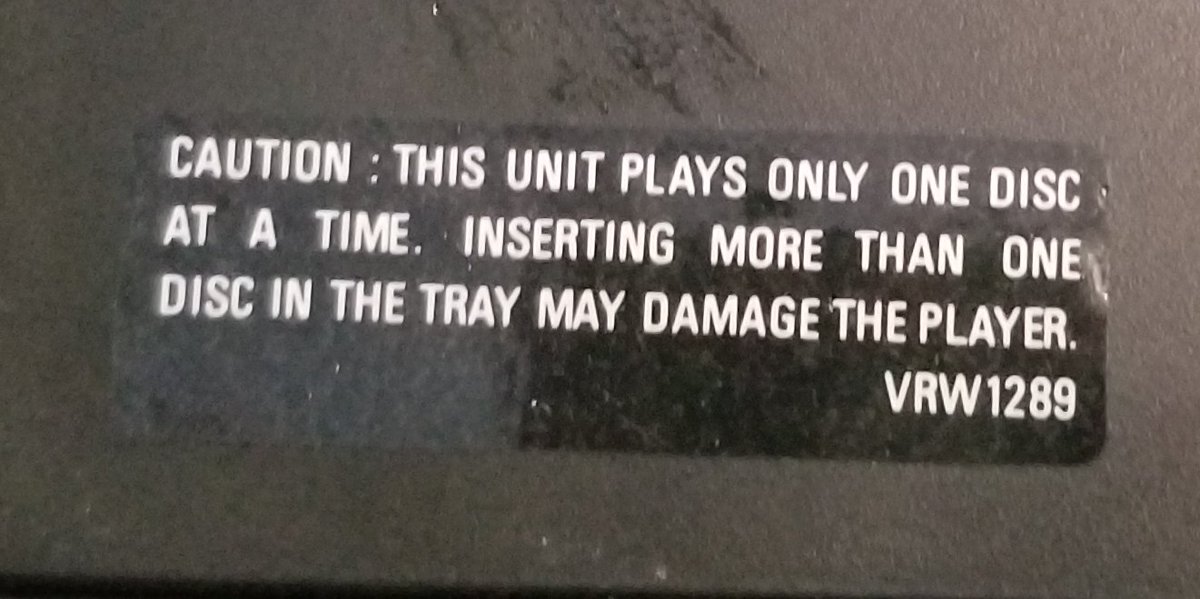 CAUTION : THIS UNIT PLAYS ONLY ONE DISC
AT A TIME. INSERTING MORE THAN ONE
DISC IN THE TRAY MAY DAMAGE THE PLAYER.
VRW1289